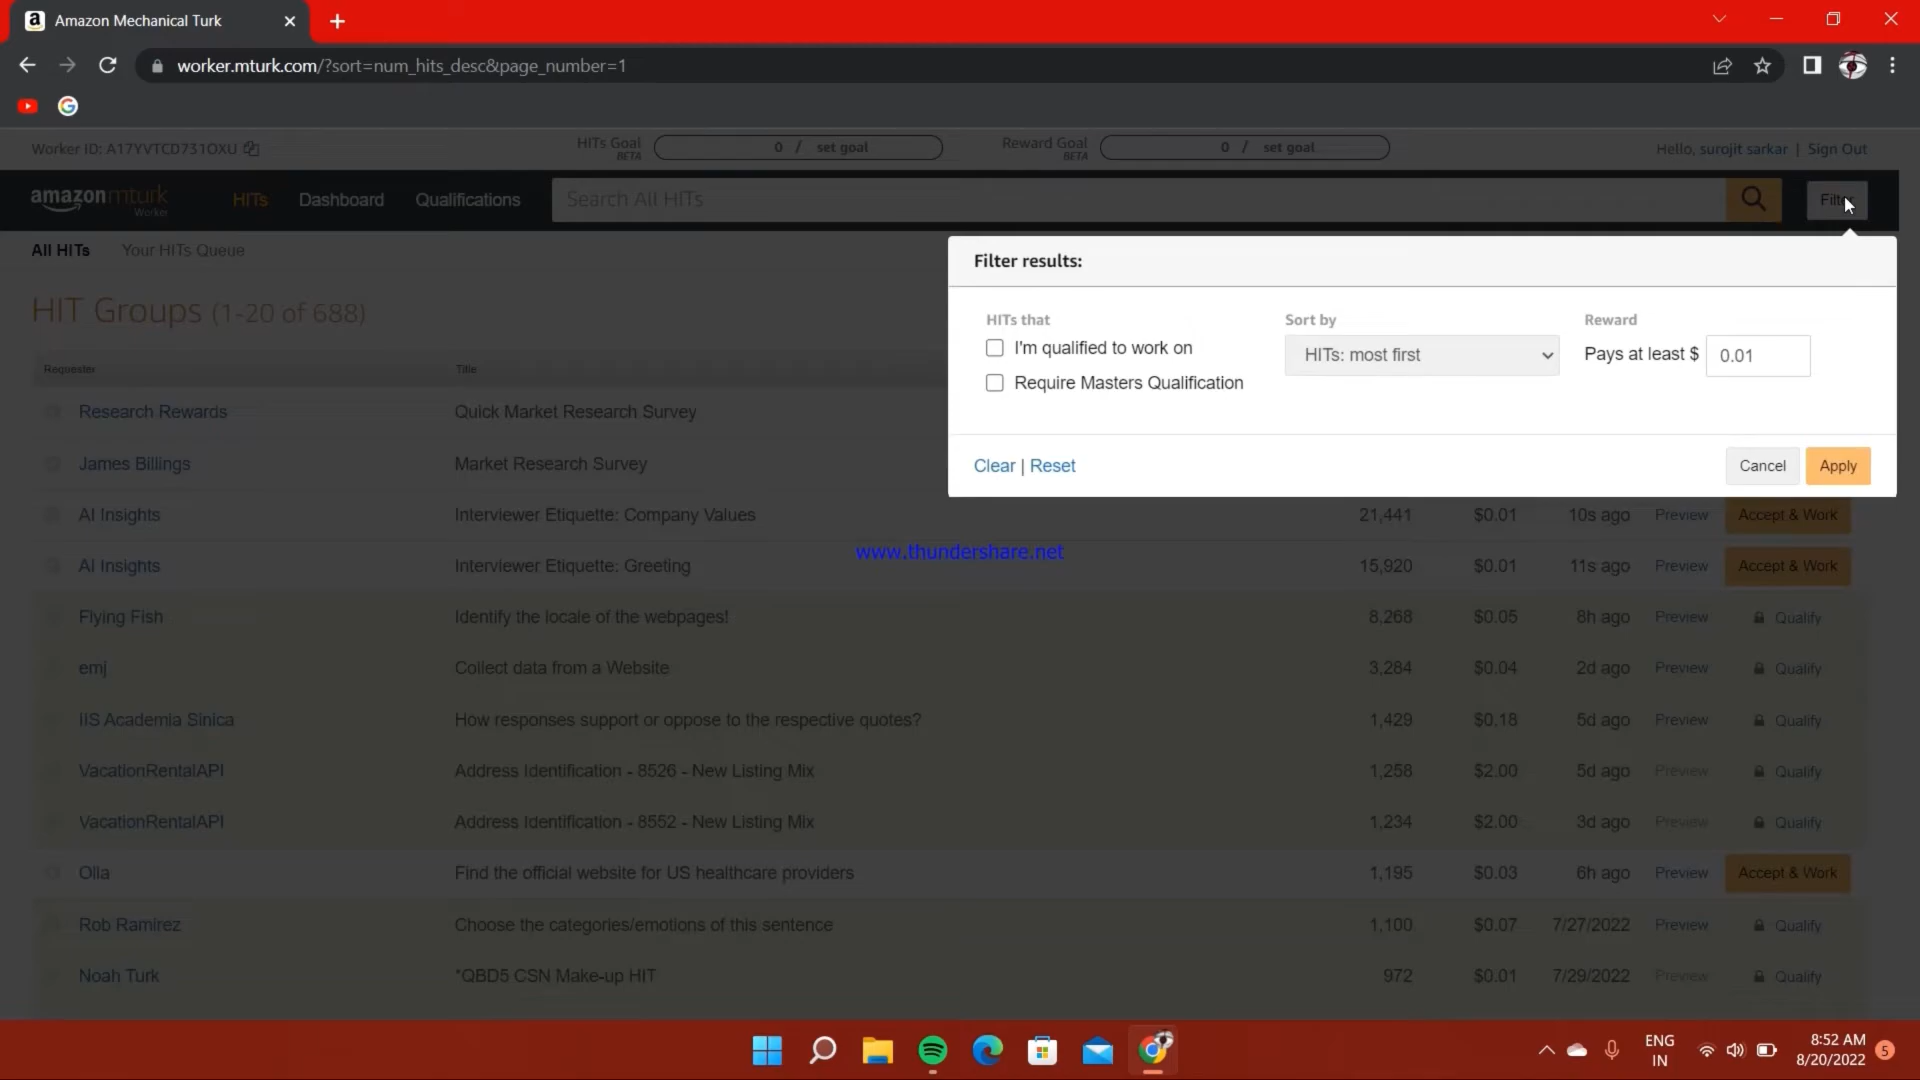 Amazon Mechanical Turk
worker.mturk.com/?sort=num_hits_desc&page_number=1
Worker ID: A17YVTCD731OXU
HITs Goal
BETA
0 / set goal
Reward Goal
BETA
0 / set goal
Hello, surojit sarkar | Sign Out
amazon mturk
Worker
HITs
Dashboard
Qualifications
Search All HITs
Filter
All HITs
Your HITs Queue
Filter results:
HITs that
I'm qualified to work on
Require Masters Qualification
Sort by
HITs: most first
Reward
Pays at least $ 0.01
Clear | Reset
Cancel
Apply
HIT Groups (1-20 of 688)
Requester Title
Research Rewards Quick Market Research Survey
James Billings Market Research Survey
AI Insights Interviewer Etiquette: Company Values 21,441 $0.01 10s ago Preview Accept & Work
www.thundershare.net
AI Insights Interviewer Etiquette: Greeting 15,920 $0.01 11s ago Preview Accept & Work
Flying Fish Identify the locale of the webpages! 8,268 $0.05 8h ago Preview Qualify
emj Collect data from a Website 3,284 $0.04 2d ago Preview Qualify
IIS Academia Sinica How responses support or oppose to the respective quotes? 1,429 $0.18 5d ago Preview Qualify
VacationRentalAPI Address Identification - 8526 - New Listing Mix 1,258 $2.00 5d ago Preview Qualify
VacationRentalAPI Address Identification - 8552 - New Listing Mix 1,234 $2.00 3d ago Preview Qualify
Olla Find the official website for US healthcare providers 1,195 $0.03 6h ago Preview Accept & Work
Rob Ramirez Choose the categories/emotions of this sentence 1,100 $0.07 7/27/2022 Preview Qualify
Noah Turk *QBD5 CSN Make-up HIT 972 $0.01 7/29/2022 Preview Qualify
ENG
IN
8:52 AM
8/20/2022
5